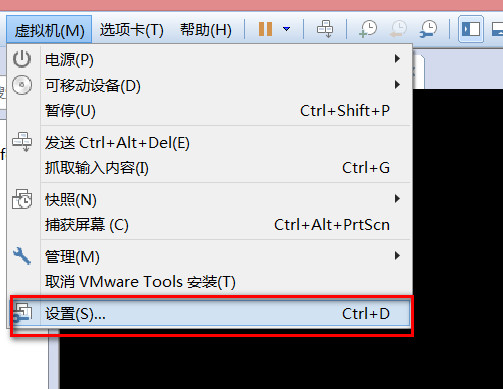 虚拟机(M) 选项卡(T) 帮助(H)
电源(P)
可移动设备(D)
暂停(U) Ctrl+Shift+P
发送 Ctrl+Alt+Del(E)
抓取输入内容(I) Ctrl+G
快照(N)
捕获屏幕 (C) Ctrl+Alt+PrtScn
管理(M)
取消 VMware Tools 安装(T)
设置(S)... Ctrl+D